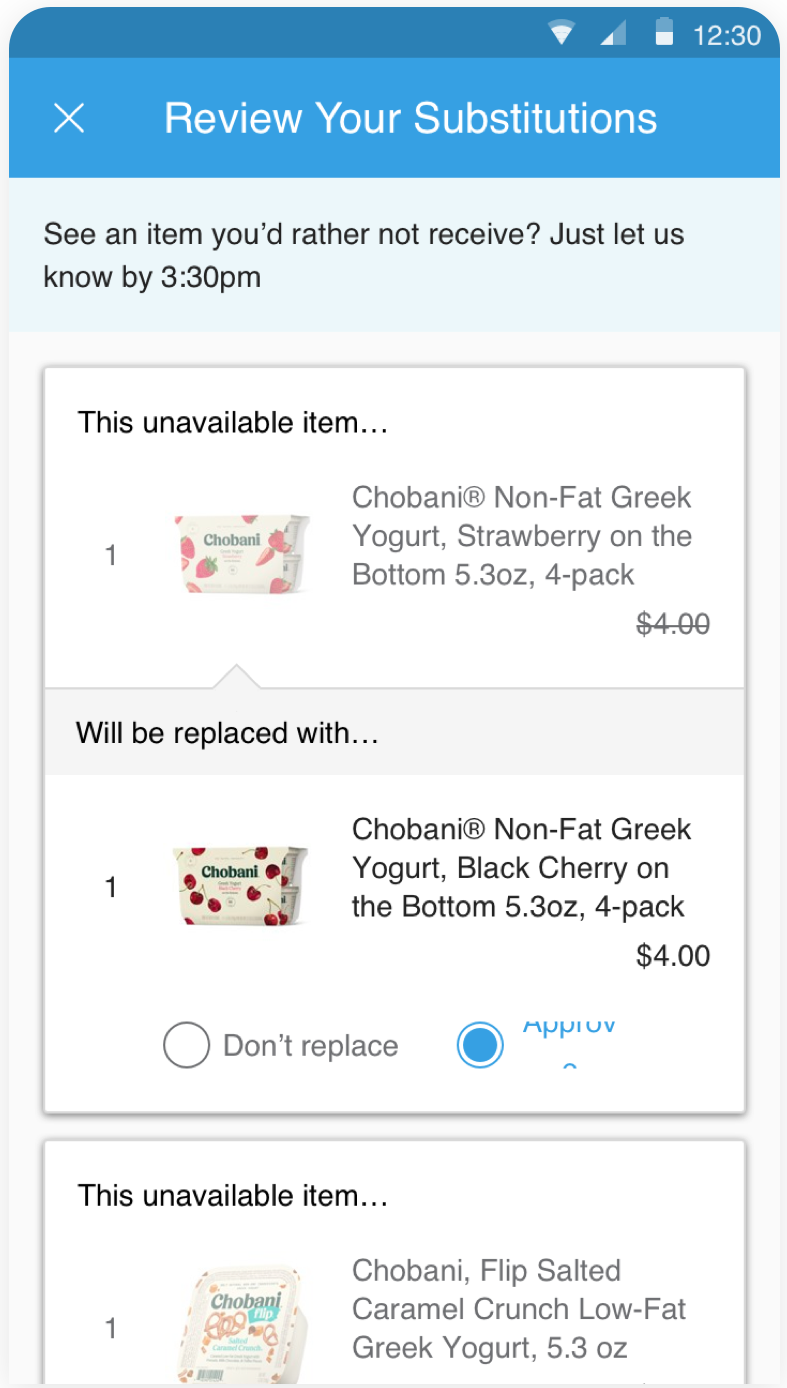 12:30
Review Your Substitutions
See an item you’d rather not receive? Just let us
know by 3:30pm
This unavailable item…
Chobani® Non-Fat Greek
Yogurt, Strawberry on the
Bottom 5.3oz, 4-pack
1
Chobani
$4.00
Will be replaced with…
Chobani® Non-Fat Greek
Yogurt, Black Cherry on
the Bottom 5.3oz, 4-pack
1
Chobani
Greek Yogurt
Black Cherry
$4.00
Don’t replace
Approv
This unavailable item…
Chobani, Flip Salted
Caramel Crunch Low-Fat
Greek Yogurt, 5.3 oz
1
Chobani
flip
Salted
Caramel Crunch